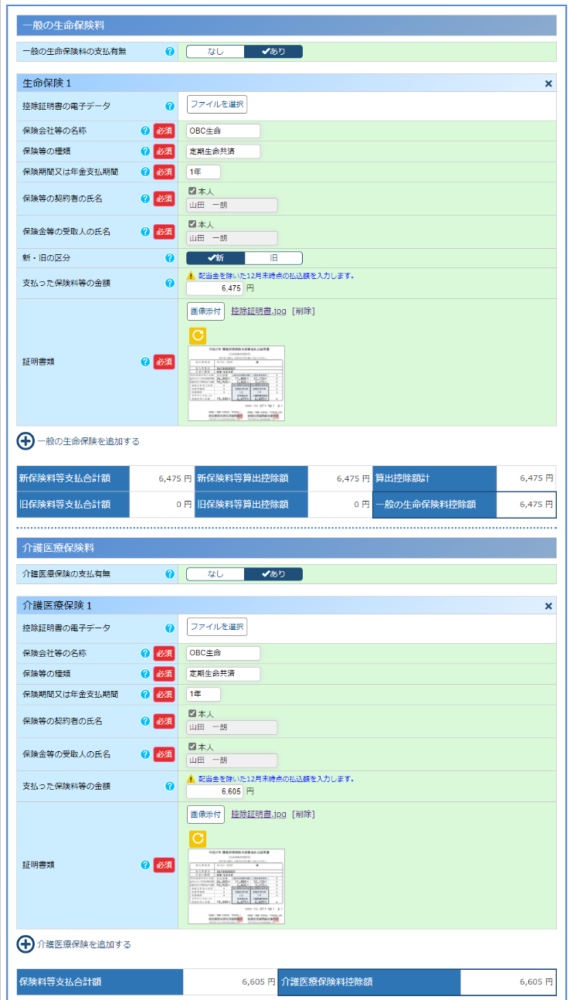 一般の生命保険料
一般の生命保険料の支払有無 ? なし ✔あり
生命保険 1 ×
控除証明書の電子データ ? ファイルを選択
保険会社等の名称 ? 必須 OBC生命
保険等の種類 ? 必須 定期生命共済
保険期間又は年金支払期間 ? 必須 1年
保険等の契約者の氏名 ? 必須 本人
山田 一朗
保険金等の受取人の氏名 ? 必須 本人
山田 一朗
新・旧の区分 ? ✔新 旧
支払った保険料等の金額 ? 配当金を除いた12月末時点の払込額を入力します。
6,475 円
画像添付 控除証明書.jpg [削除]
証明書類 ? 必須
一般の生命保険を追加する
新保険料等支払合計額 6,475 円 新保険料等算出控除額 6,475 円 算出控除額計 6,475 円
旧保険料等支払合計額 0 円 旧保険料等算出控除額 0 円 一般の生命保険料控除額 6,475 円
介護医療保険料
介護医療保険の支払有無 ? なし ✔あり
介護医療保険 1 ×
控除証明書の電子データ ? ファイルを選択
保険会社等の名称 ? 必須 OBC生命
保険等の種類 ? 必須 定期生命共済
保険期間又は年金支払期間 ? 必須 1年
保険等の契約者の氏名 ? 必須 本人
山田 一朗
保険金等の受取人の氏名 ? 必須 本人
山田 一朗
支払った保険料等の金額 ? 配当金を除いた12月末時点の払込額を入力します。
6,605 円
画像添付 控除証明書.jpg [削除]
証明書類 ? 必須
介護医療保険を追加する
保険料等支払合計額 6,605 円 介護医療保険料控除額 6,605 円